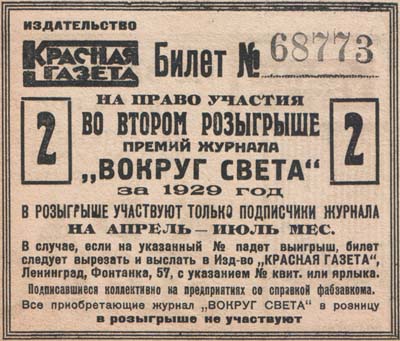 ИЗДАТЕЛЬСТВО
КРАСНАЯ ГАЗЕТА
Билет № 68773
НА ПРАВО УЧАСТИЯ
2 ВО ВТОРОМ РОЗЫГРЫШЕ 2
ПРЕМИЙ ЖУРНАЛА
„ВОКРУГ СВЕТА“
за 1929 год
В РОЗЫГРЫШЕ УЧАСТВУЮТ ТОЛЬКО ПОДПИСЧИКИ ЖУРНАЛА
НА АПРЕЛЬ—ИЮЛЬ МЕС.
В случае, если на указанный № падет выигрыш, билет
следует вырезать и выслать в Изд-во „КРАСНАЯ ГАЗЕТА“,
Ленинград, Фонтанка, 57, с указанием № квит. или ярлыка.
Подписавшиеся коллективно на предприятиях со справкой фабзавкома.
Все приобретающие журнал „ВОКРУГ СВЕТА“ в розницу
в розыгрыше не участвуют